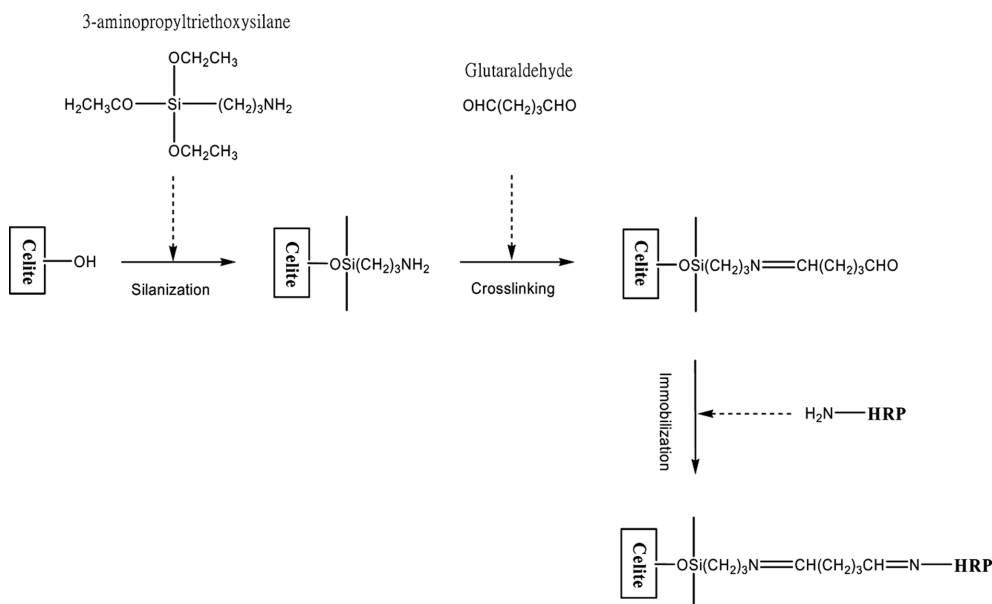 3-aminopropyltriethoxysilane
OCH₂CH₃
H₂CH₃CO—Si—(CH₂)₃NH₂
OCH₂CH₃
Glutaraldehyde
OHC(CH₂)₃CHO
Celite—OH
Silanization
Celite—OSi(CH₂)₃NH₂
Crosslinking
Celite—OSi(CH₂)₃N=CH(CH₂)₃CHO
Immobilization
H₂N—HRP
Celite—OSi(CH₂)₃N=CH(CH₂)₃CH=N—HRP